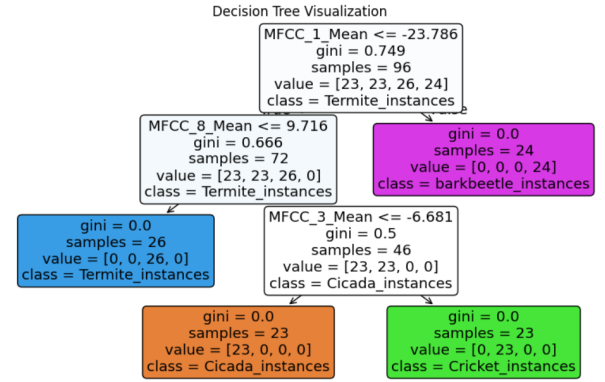 Decision Tree Visualization
MFCC_1_Mean <= -23.786
gini = 0.749
samples = 96
value = [23, 23, 26, 24]
class = Termite_instances
MFCC_8_Mean <= 9.716
gini = 0.666
samples = 72
value = [23, 23, 26, 0]
class = Termite_instances
gini = 0.0
samples = 24
value = [0, 0, 0, 24]
class = barkbeetle_instances
gini = 0.0
samples = 26
value = [0, 0, 26, 0]
class = Termite_instances
MFCC_3_Mean <= -6.681
gini = 0.5
samples = 46
value = [23, 23, 0, 0]
class = Cicada_instances
gini = 0.0
samples = 23
value = [23, 0, 0, 0]
class = Cicada_instances
gini = 0.0
samples = 23
value = [0, 23, 0, 0]
class = Cricket_instances